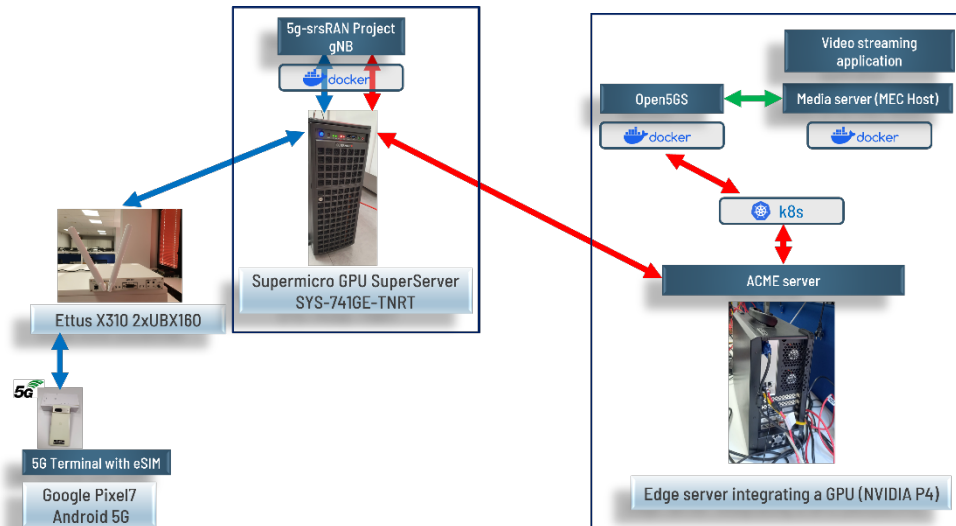 5g-srsRAN Project
gNB
docker
Supermicro GPU SuperServer
SYS-741GE-TNRT
Ettus X310 2xUBX160
5G
5G Terminal with eSIM
Google Pixel7
Android 5G
Video streaming
application
Open5GS
Media server (MEC Host)
docker
docker
k8s
ACME server
Edge server integrating a GPU (NVIDIA P4)